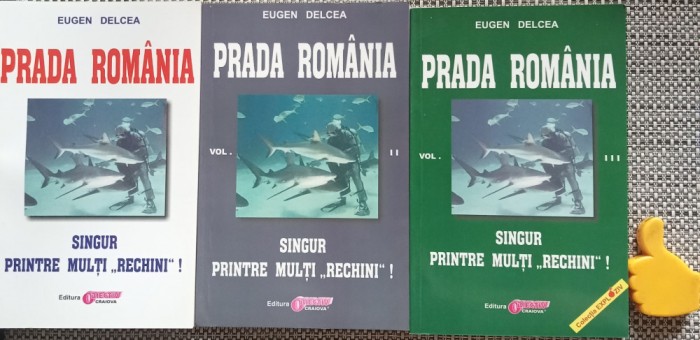 EUGEN DELCEA
PRADA ROMÂNIA
SINGUR
PRINTRE MULȚI „RECHINI" !
Editura
CRAIOVA
EUGEN DELCEA
PRADA ROMÂNIA
VOL. II
SINGUR
PRINTRE MULȚI „RECHINI" !
Editura
CRAIOVA
EUGEN DELCEA
PRADA ROMÂNIA
VOL. III
SINGUR
PRINTRE MULȚI „RECHINI" !
Editura
CRAIOVA
Colecția EXPLOZIV